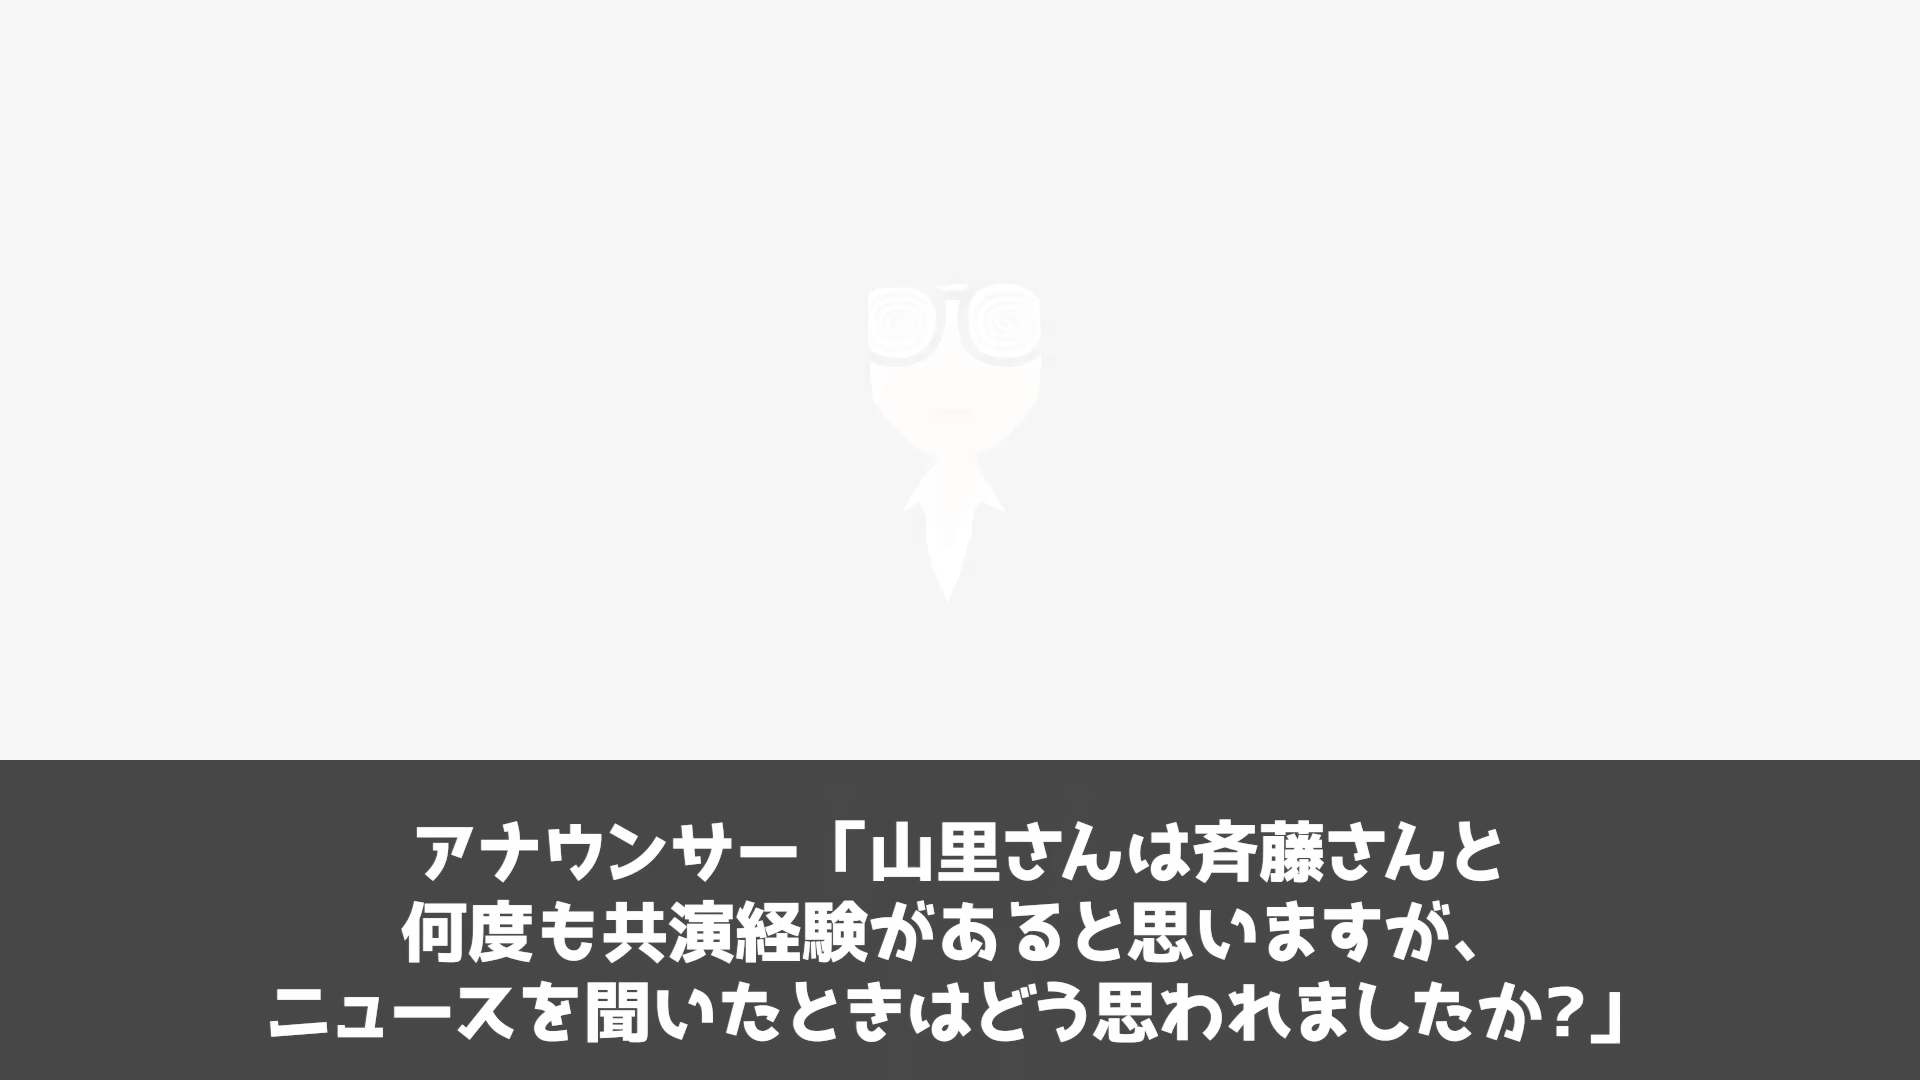 アナウンサー「山里さんは斉藤さんと
何度も共演経験があると思いますが、
ニュースを聞いたときはどう思われましたか?」